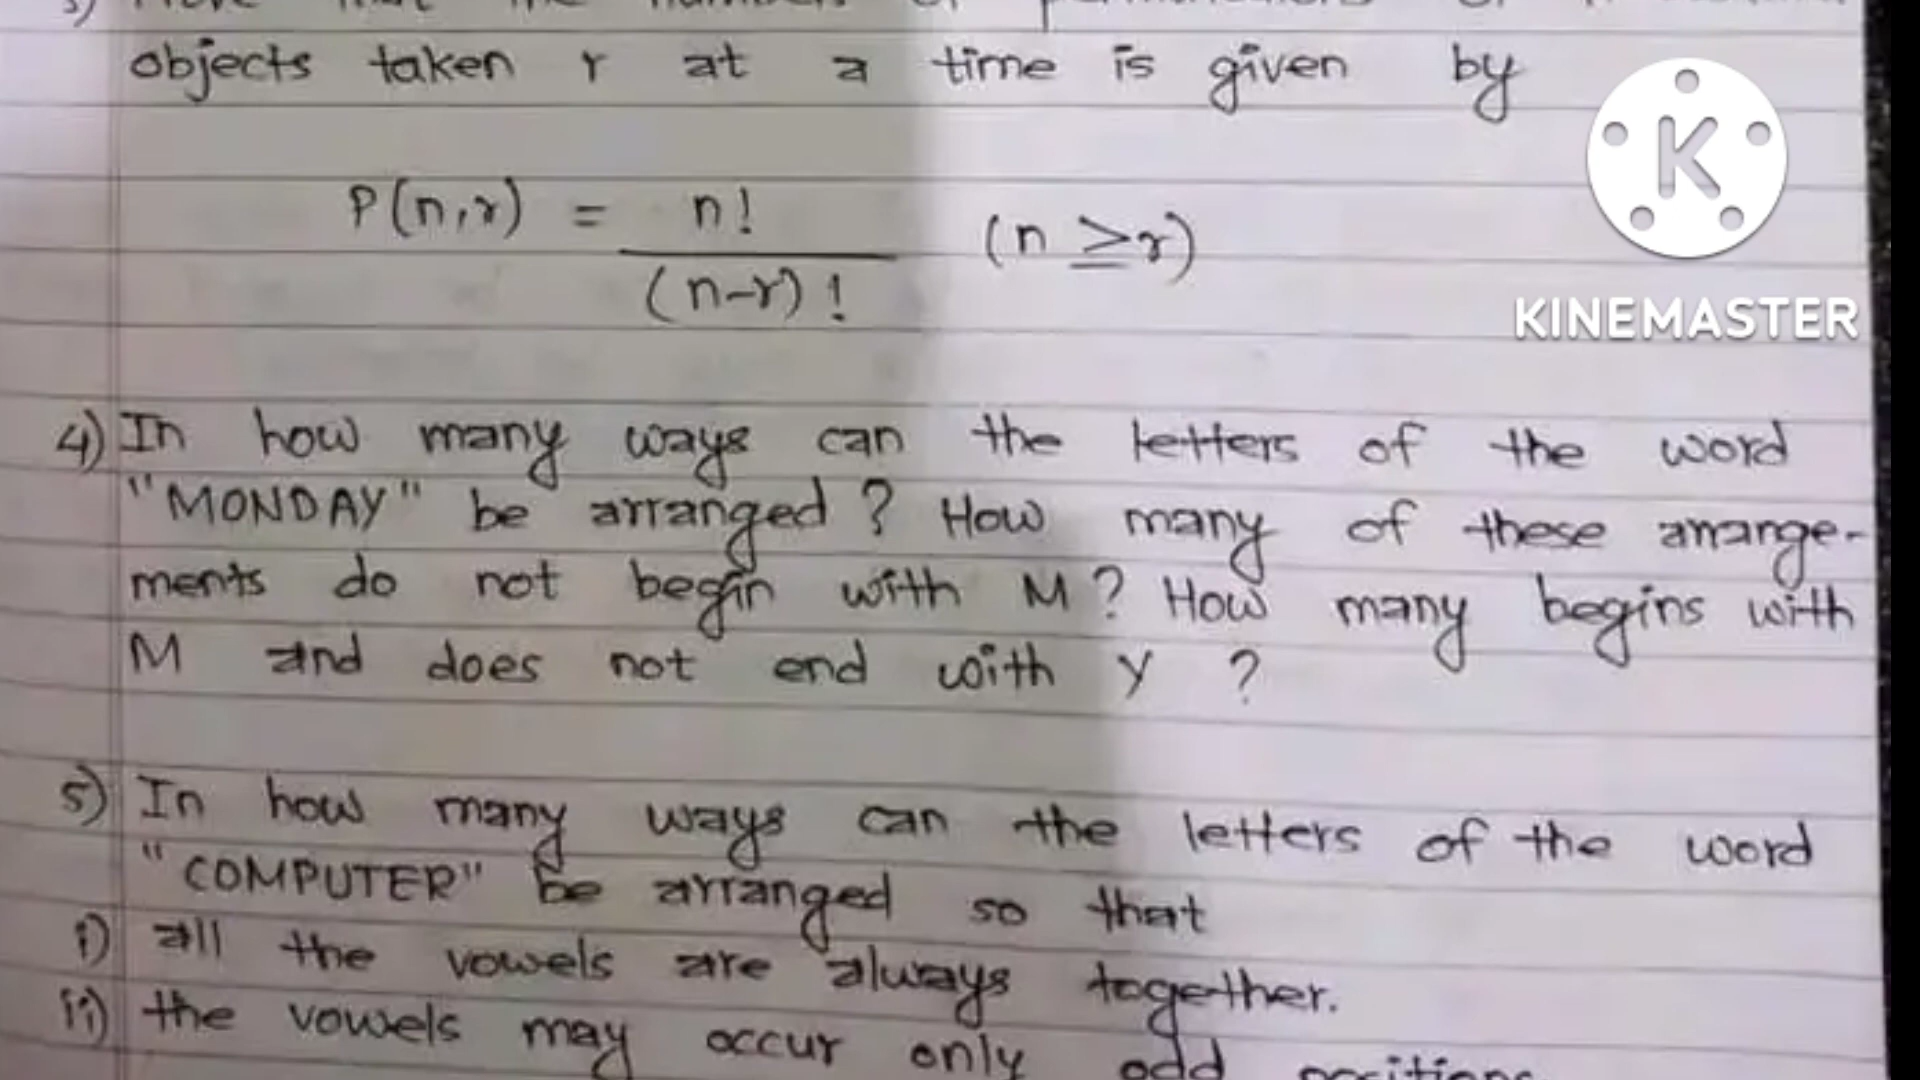 objects taken r at a time is given by
P(n,r) = n! (n ≥ r)
(n-r)!
K
KINEMASTER
4) In how many ways can the letters of the word
"MONDAY" be arranged ? How many of these arrange-
ments do not begin with M ? How many begins with
M and does not end with Y ?
5) In how many ways can the letters of the word
"COMPUTER" be arranged so that
i) all the vowels are always together.
ii) the vowels may occur only odd positions